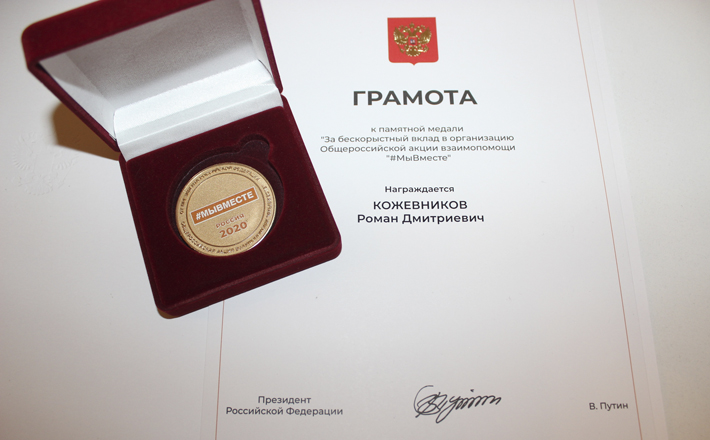 ГРАМОТА
к памятной медали
"За бескорыстный вклад в организацию
Общероссийской акции взаимопомощи
"#МыВместе"
Награждается
КОЖЕВНИКОВ
Роман Дмитриевич
#МЫВМЕСТЕ
РОССИЯ
2020
Президент
Российской Федерации
В. Путин